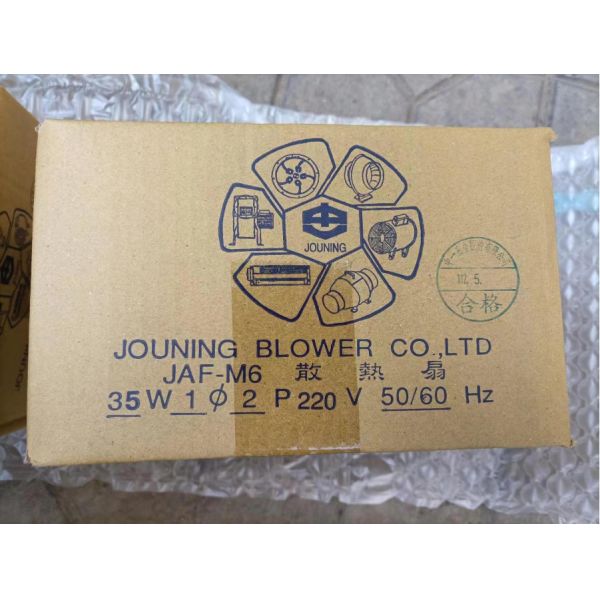 JOUNING
112. 5.
合格
JOUNING BLOWER CO.,LTD
JAF-M6 散熱扇
35 W 1 ϕ 2 P 220 V 50/60 Hz